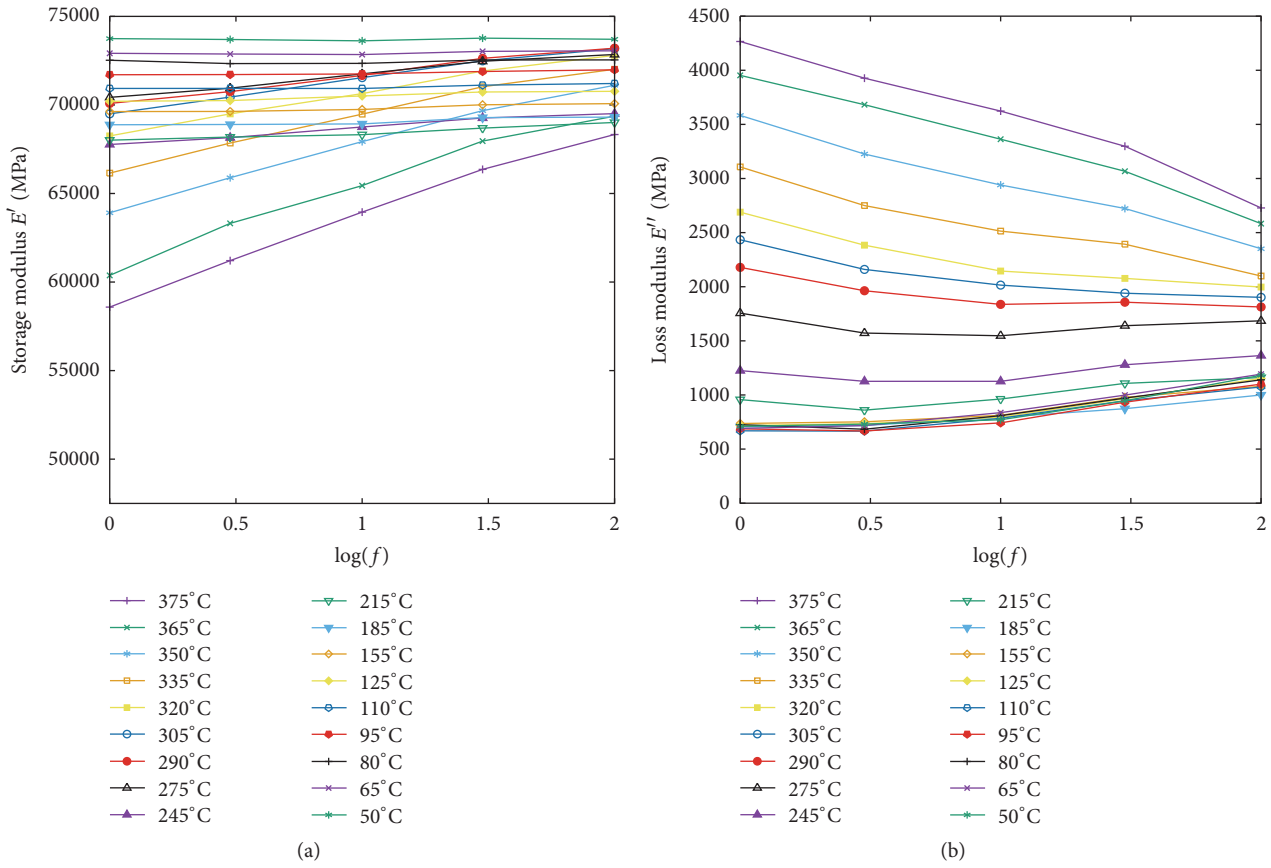 75000
70000
65000
60000
55000
50000
Storage modulus E′ (MPa)
0 0.5 1 1.5 2
log(f)
375°C
365°C
350°C
335°C
320°C
305°C
290°C
275°C
245°C
215°C
185°C
155°C
125°C
110°C
95°C
80°C
65°C
50°C
(a)
4500
4000
3500
3000
2500
2000
1500
1000
500
0
Loss modulus E″ (MPa)
0 0.5 1 1.5 2
log(f)
375°C
365°C
350°C
335°C
320°C
305°C
290°C
275°C
245°C
215°C
185°C
155°C
125°C
110°C
95°C
80°C
65°C
50°C
(b)